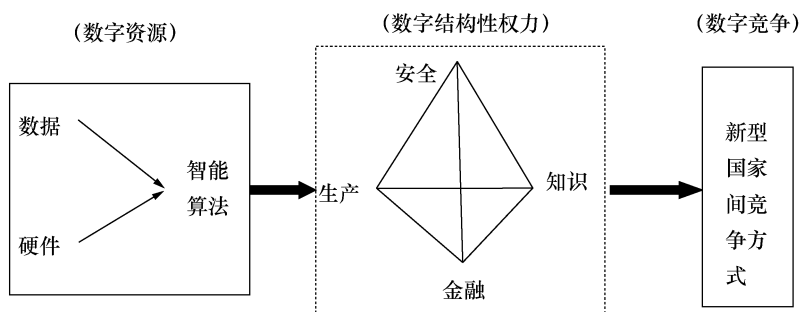 (数字资源)
(数字结构性权力)
(数字竞争)
数据
硬件
智能
算法
安全
生产
知识
金融
新型
国家
间竞
争方
式